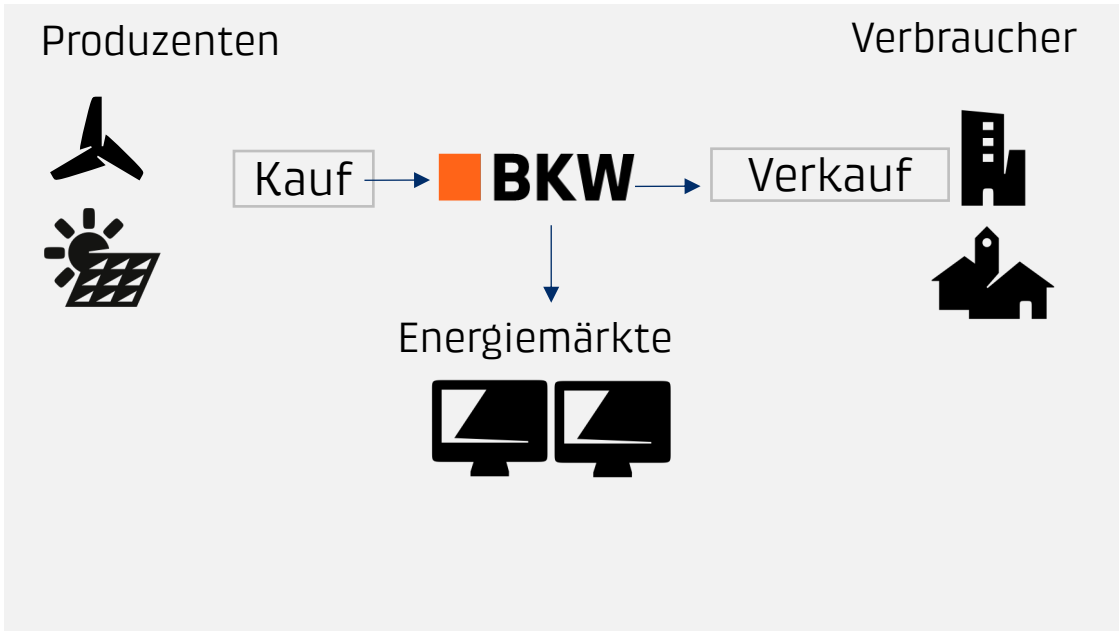 Produzenten
Verbraucher
Kauf
BKW
Verkauf
Energiemärkte